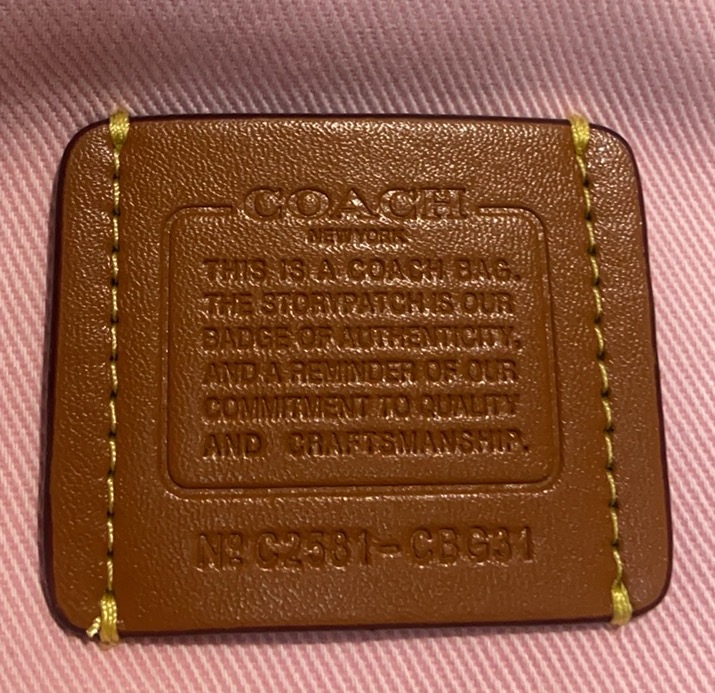 COACH
NEW YORK
THIS IS A COACH BAG.
THE STORYPATCH IS OUR
BADGE OF AUTHENTICITY,
AND A REMINDER OF OUR
COMMITMENT TO QUALITY
AND CRAFTSMANSHIP.
Nº C2581-CBG31